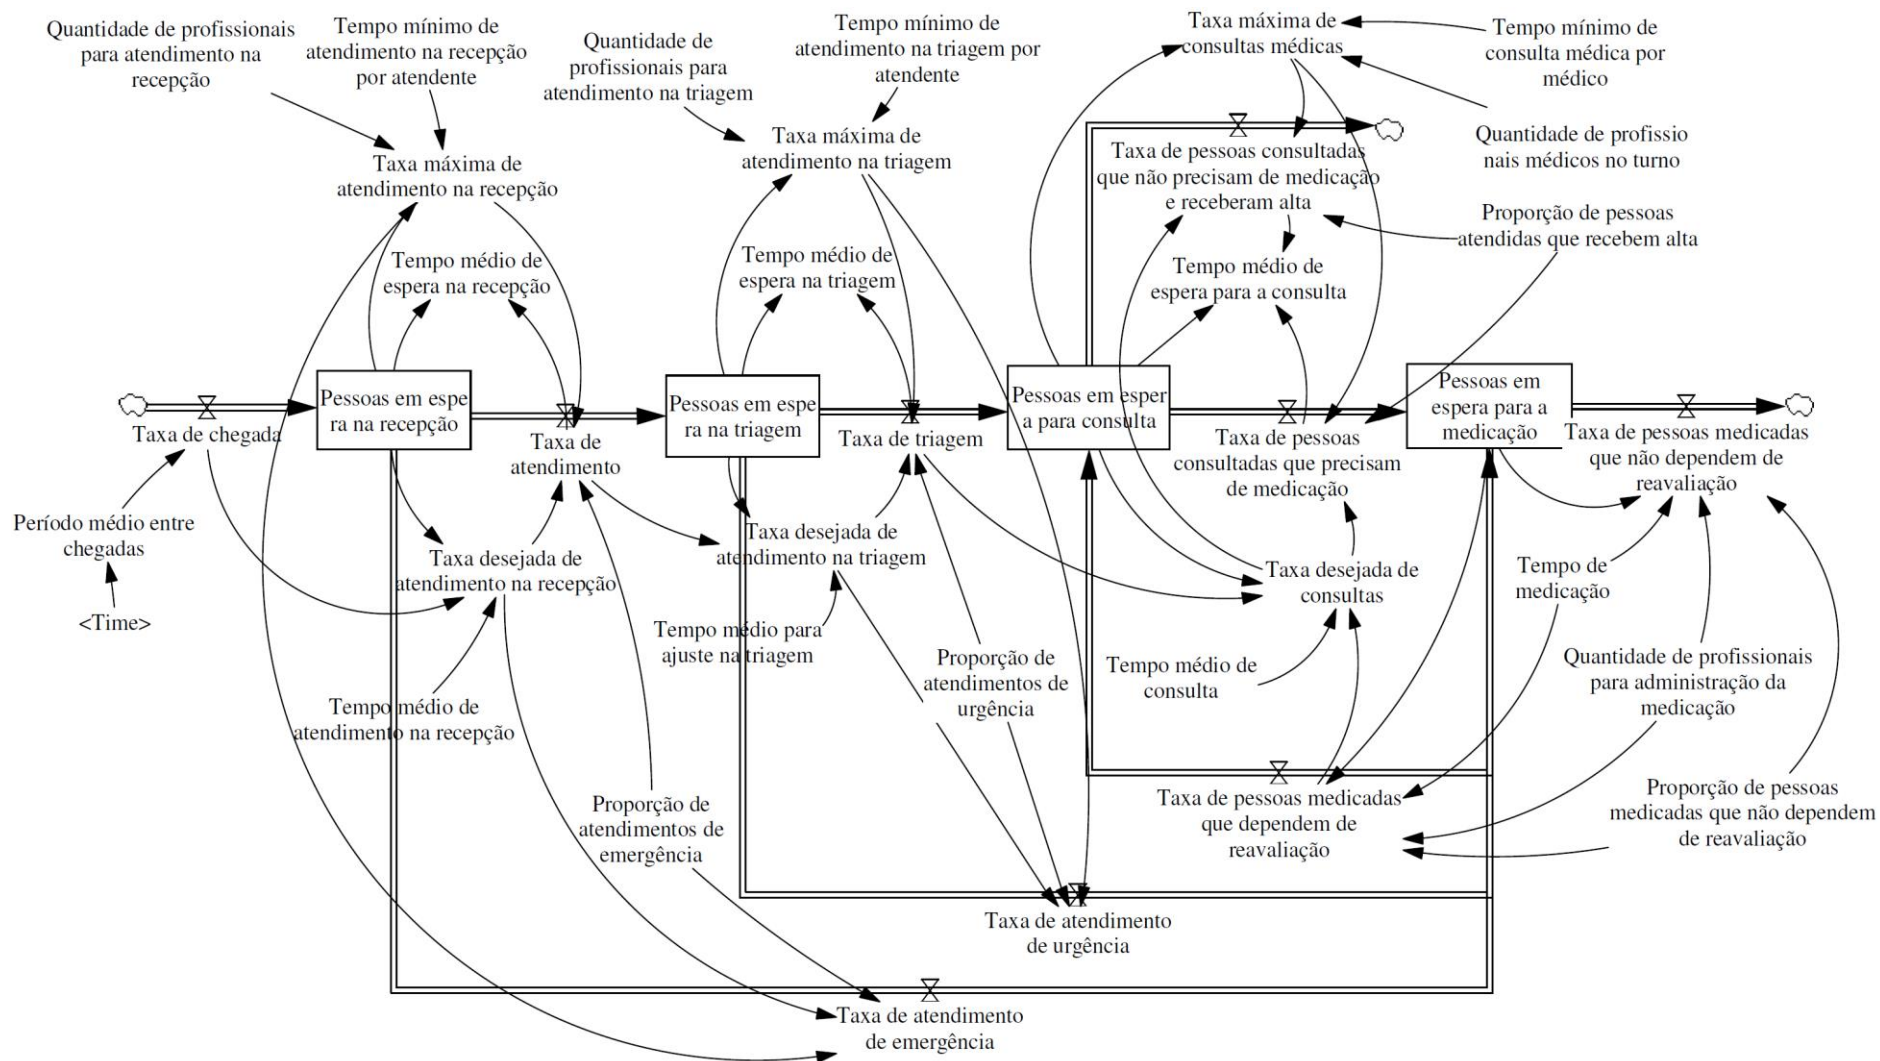 Quantidade de profissionais
para atendimento na
recepção
Tempo mínimo de
atendimento na recepção
por atendente
Quantidade de
profissionais para
atendimento na triagem
Tempo mínimo de
atendimento na triagem por
atendente
Taxa máxima de
consultas médicas
Tempo mínimo de
consulta médica por
médico
Taxa máxima de
atendimento na recepção
Taxa máxima de
atendimento na triagem
Taxa de pessoas consultadas
que não precisam de medicação
e receberam alta
Quantidade de profissio
nais médicos no turno
Proporção de pessoas
atendidas que recebem alta
Tempo médio de
espera na recepção
Tempo médio de
espera na triagem
Tempo médio de
espera para a consulta
Taxa de chegada
Pessoas em espe
ra na recepção
Taxa de
atendimento
Pessoas em espe
ra na triagem
Taxa de triagem
Pessoas em esper
a para consulta
Taxa de pessoas
consultadas que precisam
de medicação
Pessoas em
espera para a
medicação
Taxa de pessoas medicadas
que não dependem de
reavaliação
Período médio entre
chegadas
<Time>
Taxa desejada de
atendimento na recepção
Taxa desejada de
atendimento na triagem
Taxa desejada de
consultas
Tempo de
medicação
Tempo médio de
atendimento na recepção
Tempo médio para
ajuste na triagem
Proporção de
atendimentos de
urgência
Tempo médio de
consulta
Quantidade de profissionais
para administração da
medicação
Proporção de
atendimentos de
emergência
Taxa de pessoas medicadas
que dependem de
reavaliação
Proporção de pessoas
medicadas que não dependem
de reavaliação
Taxa de atendimento
de urgência
Taxa de atendimento
de emergência